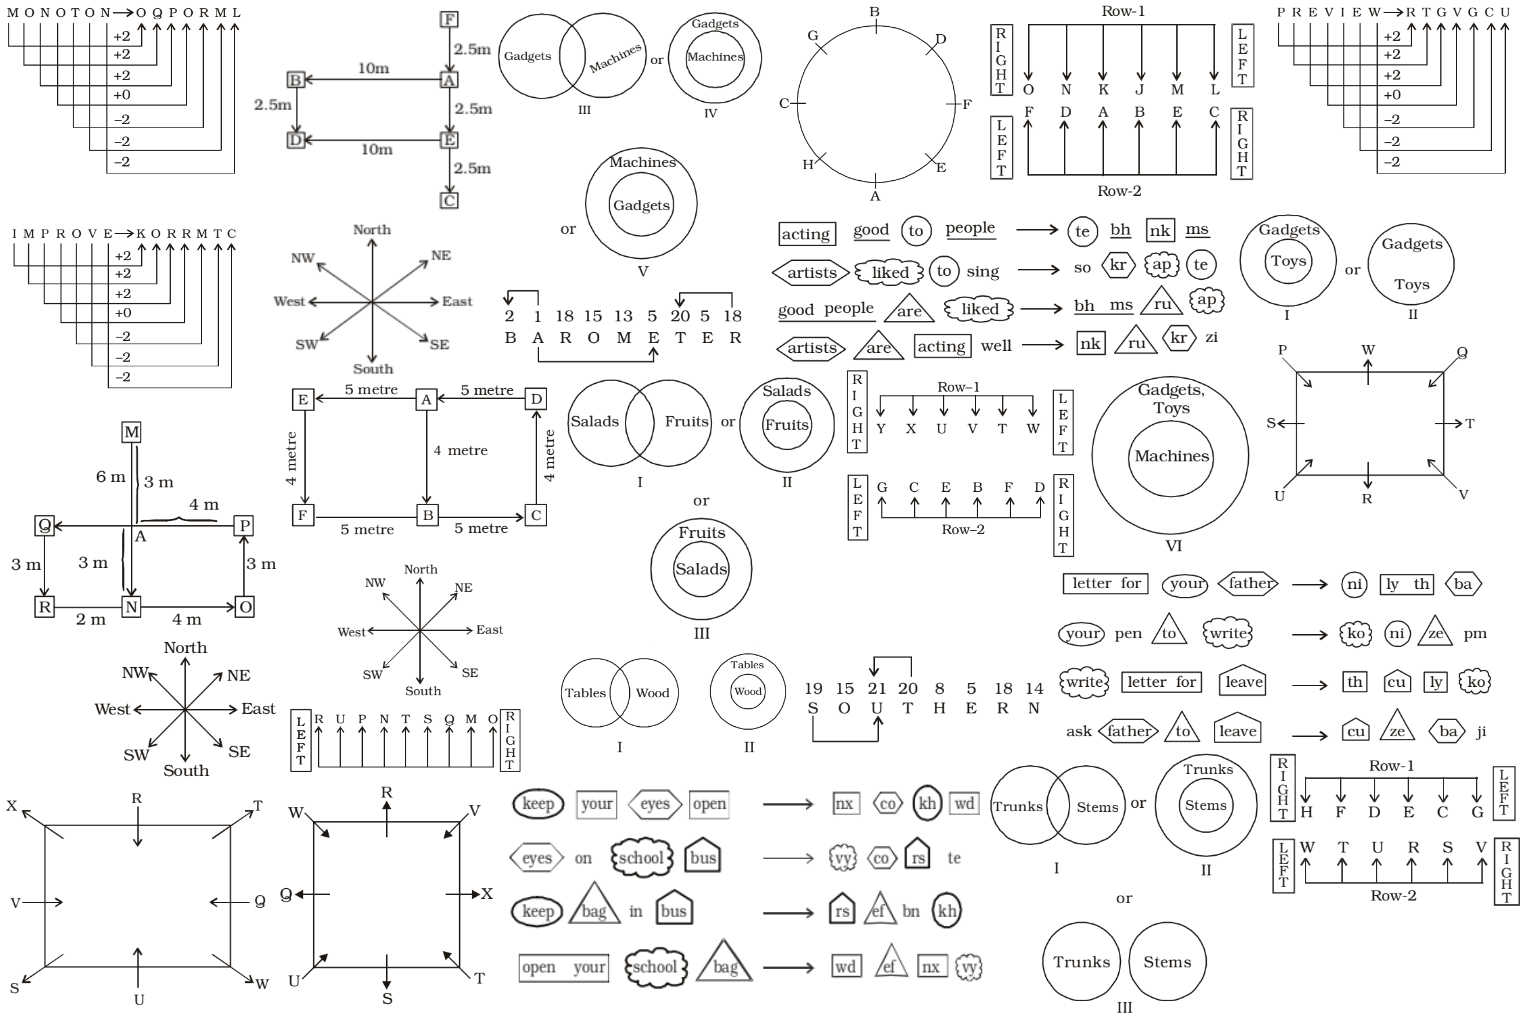 M O N O T O N → O Q P O R M L
+2
+2
+2
+0
−2
−2
−2
F
2.5m
B 10m A
2.5m 2.5m
D 10m E
2.5m
C
Gadgets Machines or Gadgets Machines
III IV
or Machines Gadgets
V
B
G D
C F
H E
A
Row-1
RIGHT LEFT
O N K J M L
F D A B E C
LEFT RIGHT
Row-2
P R E V I E W → R T G V G C U
+2
+2
+2
+0
−2
−2
−2
I M P R O V E → K O R R M T C
+2
+2
+2
+0
−2
−2
−2
North
NW NE
West East
SW SE
South
2 1 18 15 13 5 20 5 18
B A R O M E T E R
acting good to people → te bh nk ms
artists liked to sing → so kr ap te
good people are liked → bh ms ru ap
artists are acting well → nk ru kr zi
Gadgets Toys or Gadgets Toys
I II
M
6 m 3 m
4 m
Q A P
3 m 3 m 3 m
R N O
2 m 4 m
North
NW NE
West East
SW SE
South
E 5 metre A 5 metre D
4 metre 4 metre 4 metre
F 5 metre B 5 metre C
North
NW NE
West East
SW SE
South
LEFT R U P N T S Q M O RIGHT
Salads Fruits or Salads Fruits
I II
or
Fruits
Salads
III
RIGHT Row–1 LEFT
Y X U V T W
LEFT G C E B F D RIGHT
Row–2
Gadgets,
Toys
Machines
VI
P W Q
S T
U R V
letter for your father → ni ly th ba
your pen to write → ko ni ze pm
write letter for leave → th cu ly ko
ask father to leave → cu ze ba ji
Tables Wood Tables Wood
I II
19 15 21 20 8 5 18 14
S O U T H E R N
X R T
V Q
S U W
W R V
Q X
U S T
keep your eyes open → nx co kh wd
eyes on school bus → vy co rs te
keep bag in bus → rs ef bn kh
open your school bag → wd ef nx vy
Trunks Stems or Trunks Stems
I II
or
Trunks Stems
III
RIGHT Row-1 LEFT
H F D E C G
LEFT W T U R S V RIGHT
Row-2